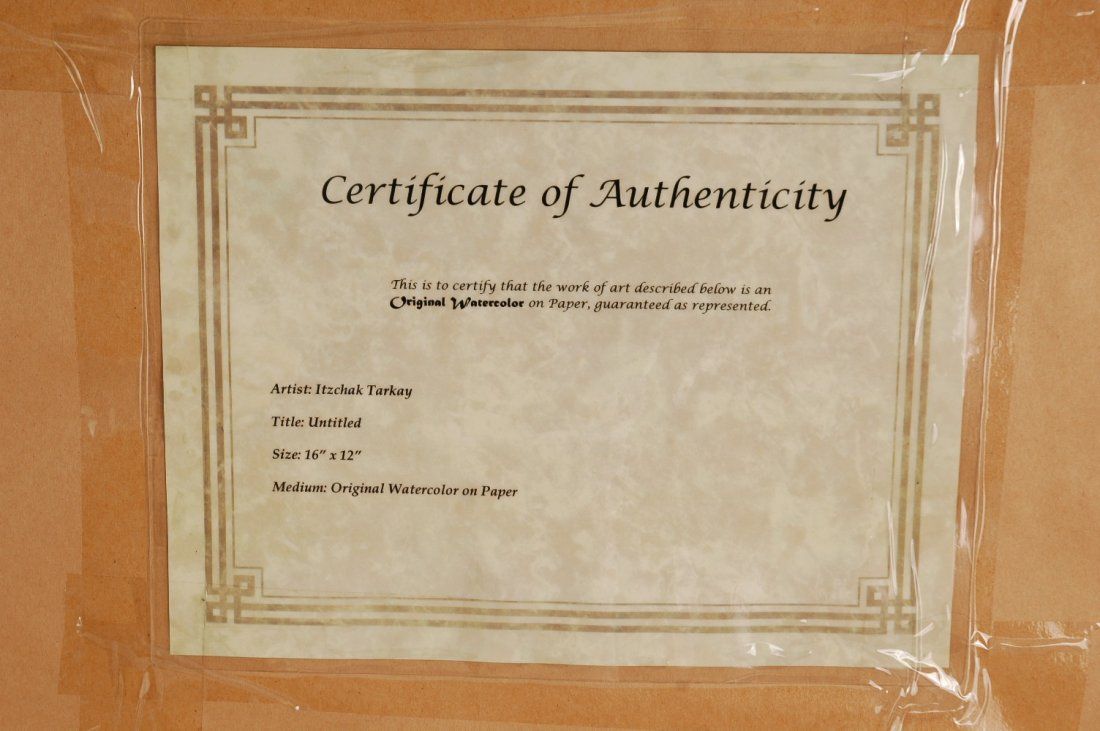 Certificate of Authenticity
This is to certify that the work of art described below is an
Original Watercolor on Paper, guaranteed as represented.
Artist: Itzchak Tarkay
Title: Untitled
Size: 16" x 12"
Medium: Original Watercolor on Paper